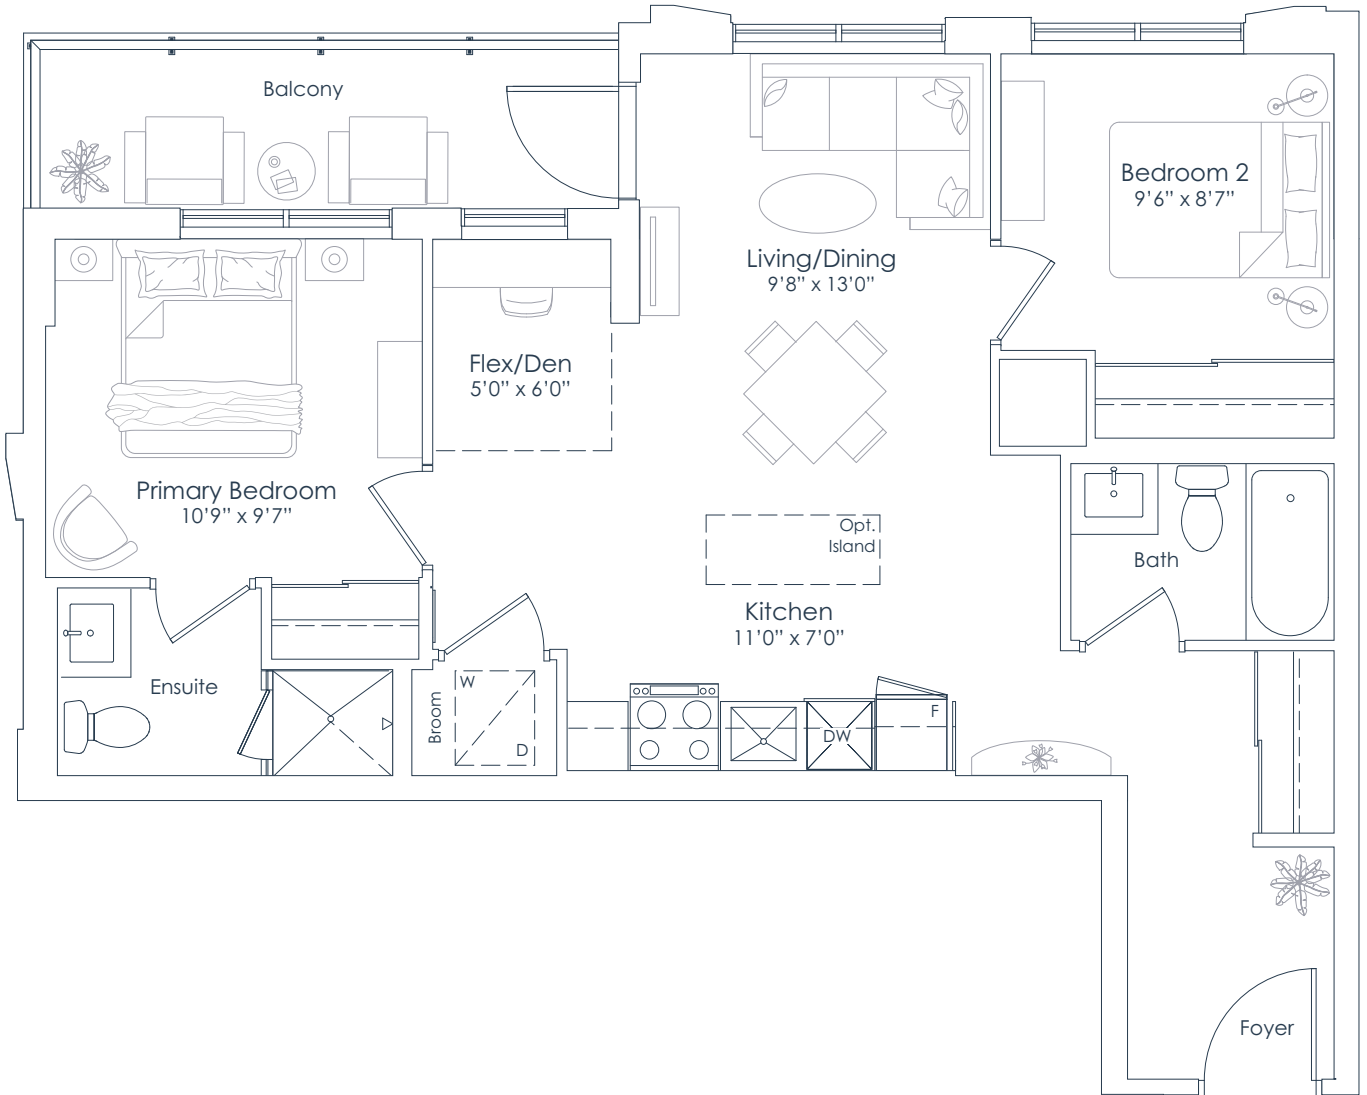 Balcony
Bedroom 2
9’6” x 8’7”
Living/Dining
9’8” x 13’0”
Flex/Den
5’0” x 6’0”
Primary Bedroom
10’9” x 9’7”
Opt.
Island
Bath
Kitchen
11’0” x 7’0”
Ensuite
Broom
W
D
DW
F
Foyer